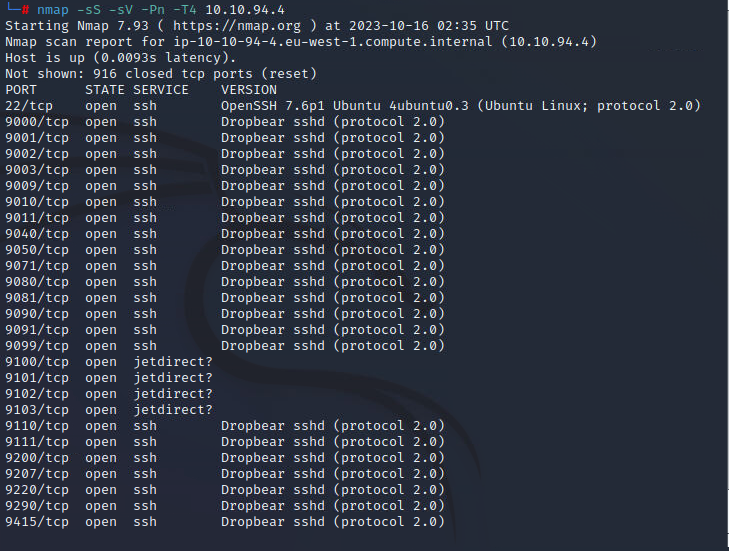 └─# nmap -sS -sV -Pn -T4 10.10.94.4
Starting Nmap 7.93 ( https://nmap.org ) at 2023-10-16 02:35 UTC
Nmap scan report for ip-10-10-94-4.eu-west-1.compute.internal (10.10.94.4)
Host is up (0.0093s latency).
Not shown: 916 closed tcp ports (reset)
PORT     STATE SERVICE    VERSION
22/tcp   open  ssh        OpenSSH 7.6p1 Ubuntu 4ubuntu0.3 (Ubuntu Linux; protocol 2.0)
9000/tcp open  ssh        Dropbear sshd (protocol 2.0)
9001/tcp open  ssh        Dropbear sshd (protocol 2.0)
9002/tcp open  ssh        Dropbear sshd (protocol 2.0)
9003/tcp open  ssh        Dropbear sshd (protocol 2.0)
9009/tcp open  ssh        Dropbear sshd (protocol 2.0)
9010/tcp open  ssh        Dropbear sshd (protocol 2.0)
9011/tcp open  ssh        Dropbear sshd (protocol 2.0)
9040/tcp open  ssh        Dropbear sshd (protocol 2.0)
9050/tcp open  ssh        Dropbear sshd (protocol 2.0)
9071/tcp open  ssh        Dropbear sshd (protocol 2.0)
9080/tcp open  ssh        Dropbear sshd (protocol 2.0)
9081/tcp open  ssh        Dropbear sshd (protocol 2.0)
9090/tcp open  ssh        Dropbear sshd (protocol 2.0)
9091/tcp open  ssh        Dropbear sshd (protocol 2.0)
9099/tcp open  ssh        Dropbear sshd (protocol 2.0)
9100/tcp open  jetdirect?
9101/tcp open  jetdirect?
9102/tcp open  jetdirect?
9103/tcp open  jetdirect?
9110/tcp open  ssh        Dropbear sshd (protocol 2.0)
9111/tcp open  ssh        Dropbear sshd (protocol 2.0)
9200/tcp open  ssh        Dropbear sshd (protocol 2.0)
9207/tcp open  ssh        Dropbear sshd (protocol 2.0)
9220/tcp open  ssh        Dropbear sshd (protocol 2.0)
9290/tcp open  ssh        Dropbear sshd (protocol 2.0)
9415/tcp open  ssh        Dropbear sshd (protocol 2.0)